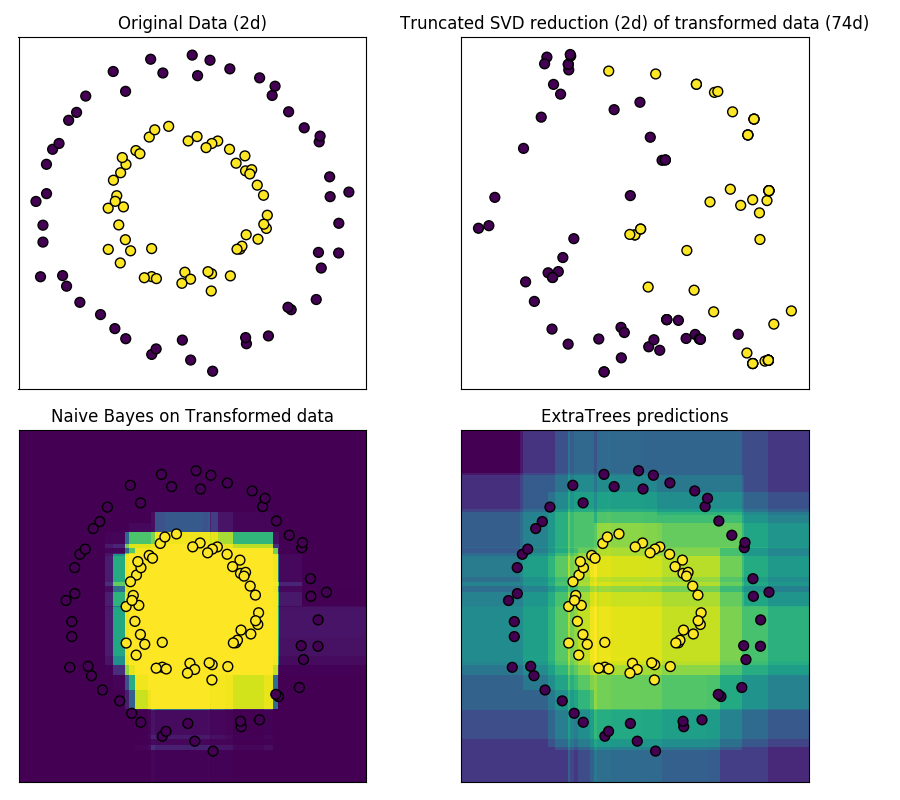 Original Data (2d)
Truncated SVD reduction (2d) of transformed data (74d)
Naive Bayes on Transformed data
ExtraTrees predictions